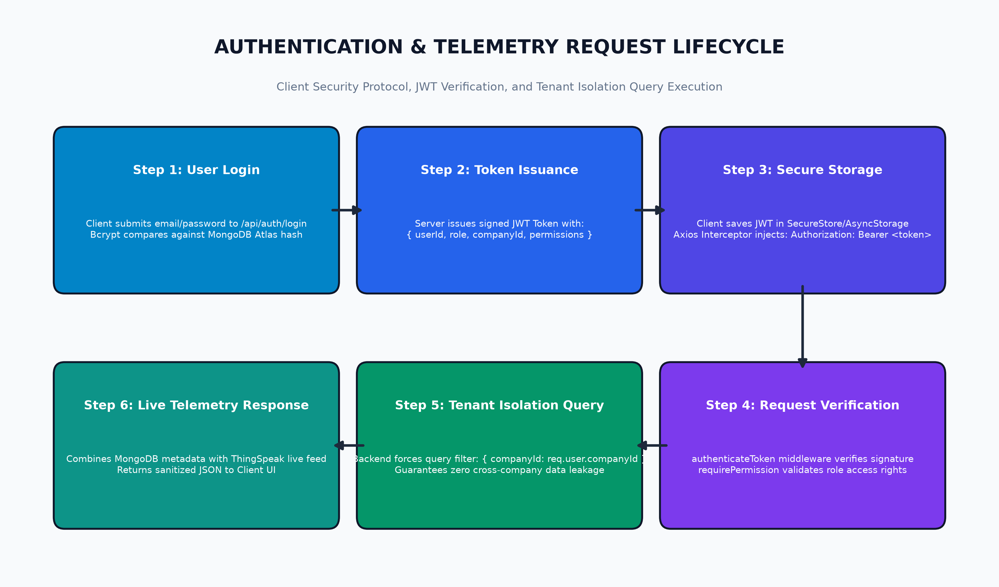 AUTHENTICATION & TELEMETRY REQUEST LIFECYCLE
Client Security Protocol, JWT Verification, and Tenant Isolation Query Execution
Step 1: User Login
Client submits email/password to /api/auth/login
Bcrypt compares against MongoDB Atlas hash
Step 2: Token Issuance
Server issues signed JWT Token with:
{ userId, role, companyId, permissions }
Step 3: Secure Storage
Client saves JWT in SecureStore/AsyncStorage
Axios Interceptor injects: Authorization: Bearer <token>
Step 4: Request Verification
authenticateToken middleware verifies signature
requirePermission validates role access rights
Step 5: Tenant Isolation Query
Backend forces query filter: { companyId: req.user.companyId }
Guarantees zero cross-company data leakage
Step 6: Live Telemetry Response
Combines MongoDB metadata with ThingSpeak live feed
Returns sanitized JSON to Client UI